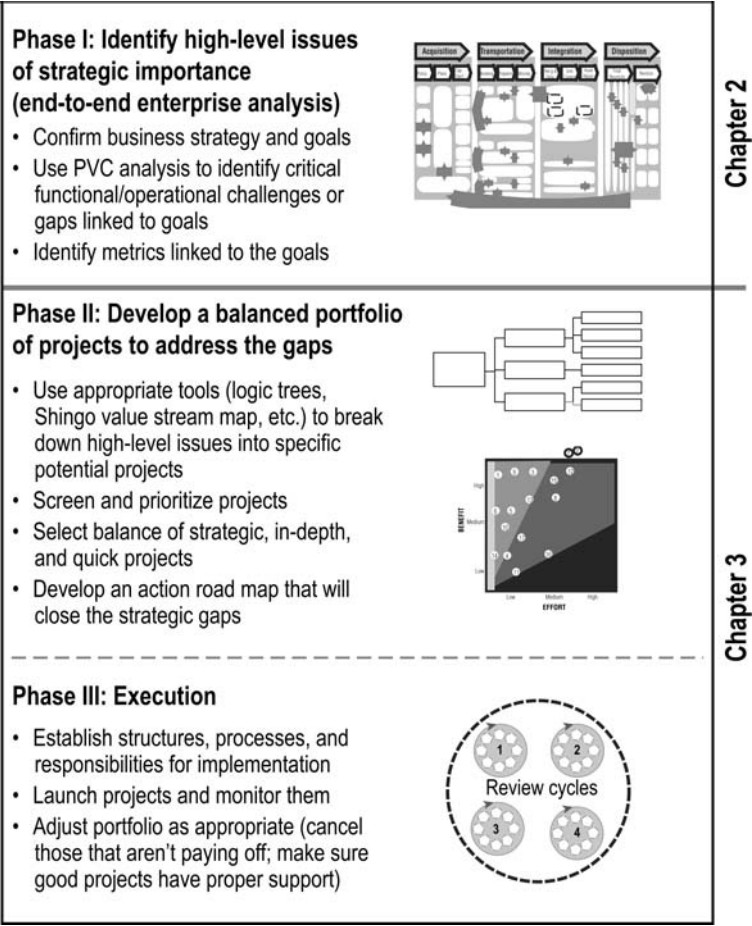 Phase I: Identify high-level issues
of strategic importance
(end-to-end enterprise analysis)
• Confirm business strategy and goals
• Use PVC analysis to identify critical
functional/operational challenges or
gaps linked to goals
• Identify metrics linked to the goals
Acquisition
Transportation
Integration
Disposition
Chapter 2
Phase II: Develop a balanced portfolio
of projects to address the gaps
• Use appropriate tools (logic trees,
Shingo value stream map, etc.) to break
down high-level issues into specific
potential projects
• Screen and prioritize projects
• Select balance of strategic, in-depth,
and quick projects
• Develop an action road map that will
close the strategic gaps
BENEFIT
High
Medium
Low
Low
Medium
High
EFFORT
Chapter 3
Phase III: Execution
• Establish structures, processes, and
responsibilities for implementation
• Launch projects and monitor them
• Adjust portfolio as appropriate (cancel
those that aren't paying off; make sure
good projects have proper support)
1
2
Review cycles
3
4